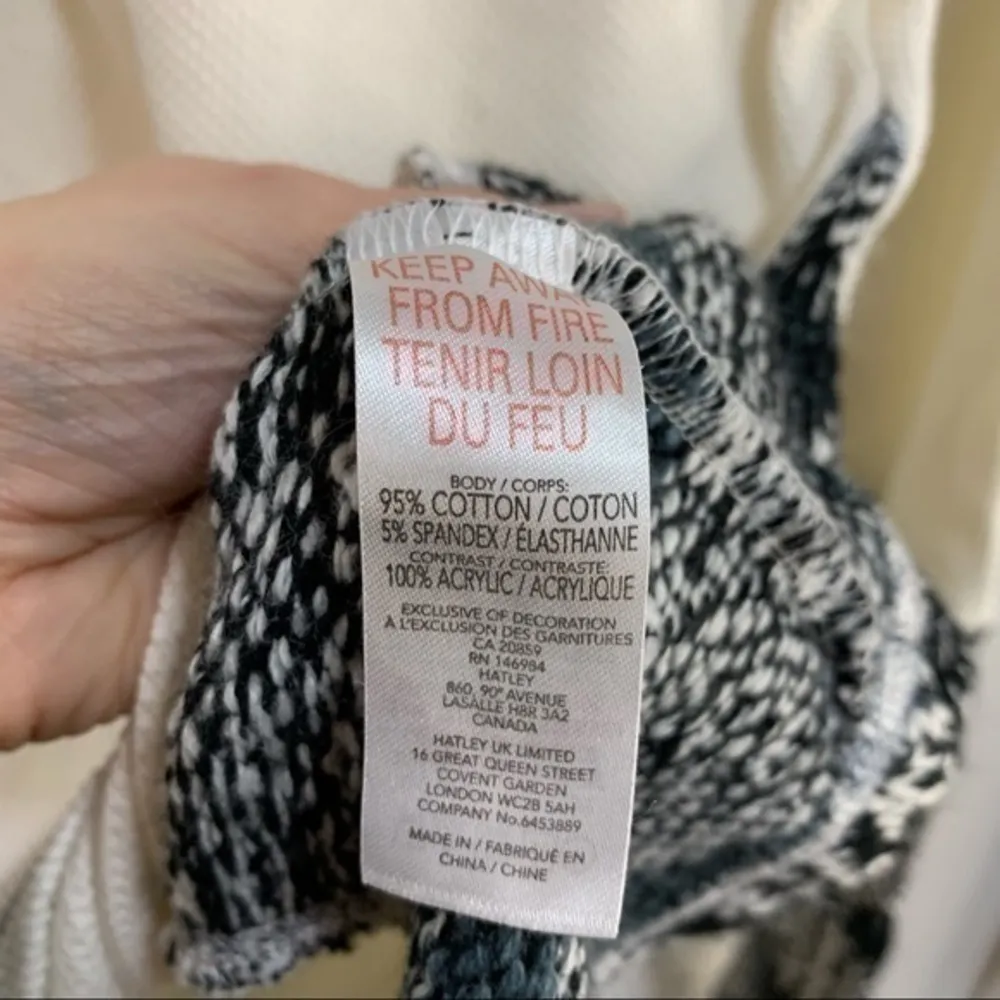 KEEP AWAY
FROM FIRE
TENIR LOIN
DU FEU
BODY / CORPS:
95% COTTON / COTON
5% SPANDEX / ÉLASTHANNE
CONTRAST / CONTRASTE:
100% ACRYLIC / ACRYLIQUE
EXCLUSIVE OF DECORATION
À L'EXCLUSION DES GARNITURES
CA 20859
RN 146984
HATLEY
860, 90e AVENUE
LASALLE H8R 3A2
CANADA
HATLEY UK LIMITED
16 GREAT QUEEN STREET
COVENT GARDEN
LONDON WC2B 5AH
COMPANY No.6453889
MADE IN / FABRIQUÉ EN
CHINA / CHINE